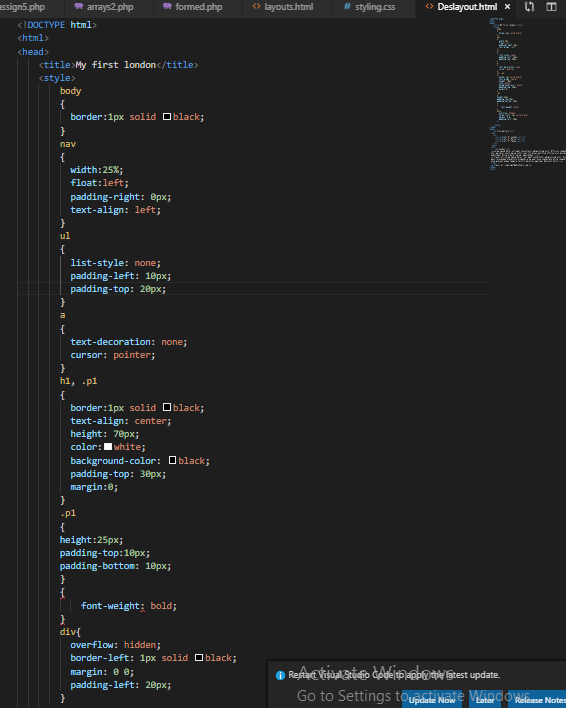 assign5.php arrays2.php formed.php layouts.html styling.css Deslayout.html
<!DOCTYPE html>
<html>
<head>
<title>My first london</title>
<style>
body
{
border:1px solid black;
}
nav
{
width:25%;
float:left;
padding-right: 0px;
text-align: left;
}
ul
{
list-style: none;
padding-left: 10px;
padding-top: 20px;
}
a
{
text-decoration: none;
cursor: pointer;
}
h1, .p1
{
border:1px solid black;
text-align: center;
height: 70px;
color:white;
background-color: black;
padding-top: 30px;
margin:0;
}
.p1
{
height:25px;
padding-top:10px;
padding-bottom: 10px;
}
{
font-weight: bold;
}
div{
overflow: hidden;
border-left: 1px solid black;
margin: 0 0;
padding-left: 20px;
}
Restart Visual Studio Code to apply the latest update.
Update Now Later Release Notes
Activate Windows
Go to Settings to activate Windows.